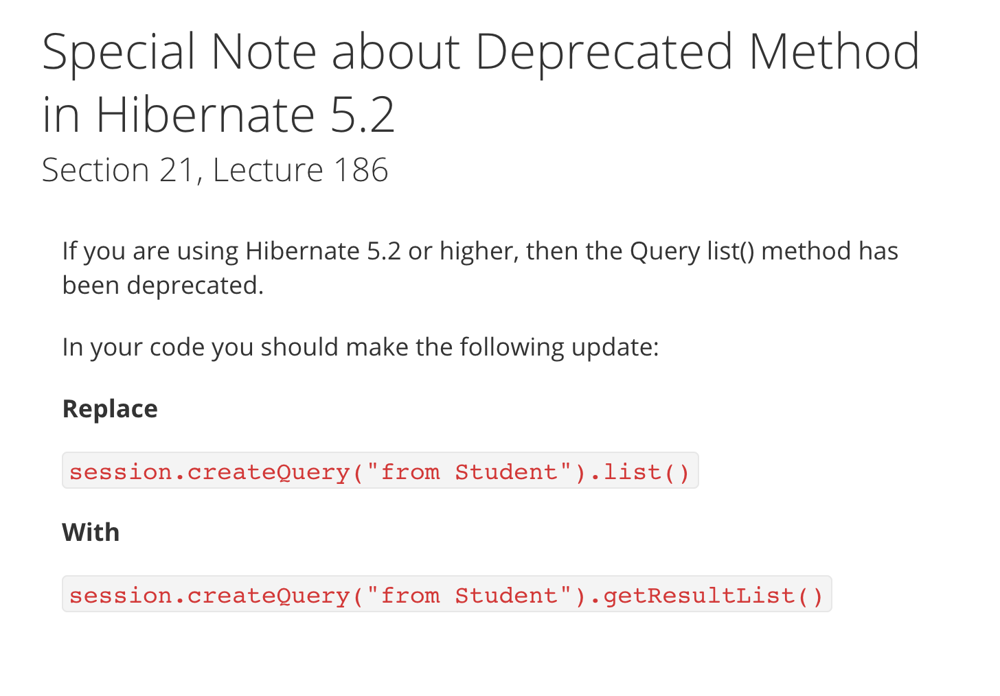 Special Note about Deprecated Method
in Hibernate 5.2
Section 21, Lecture 186
If you are using Hibernate 5.2 or higher, then the Query list() method has
been deprecated.
In your code you should make the following update:
Replace
session.createQuery("from Student").list()
With
session.createQuery("from Student").getResultList()